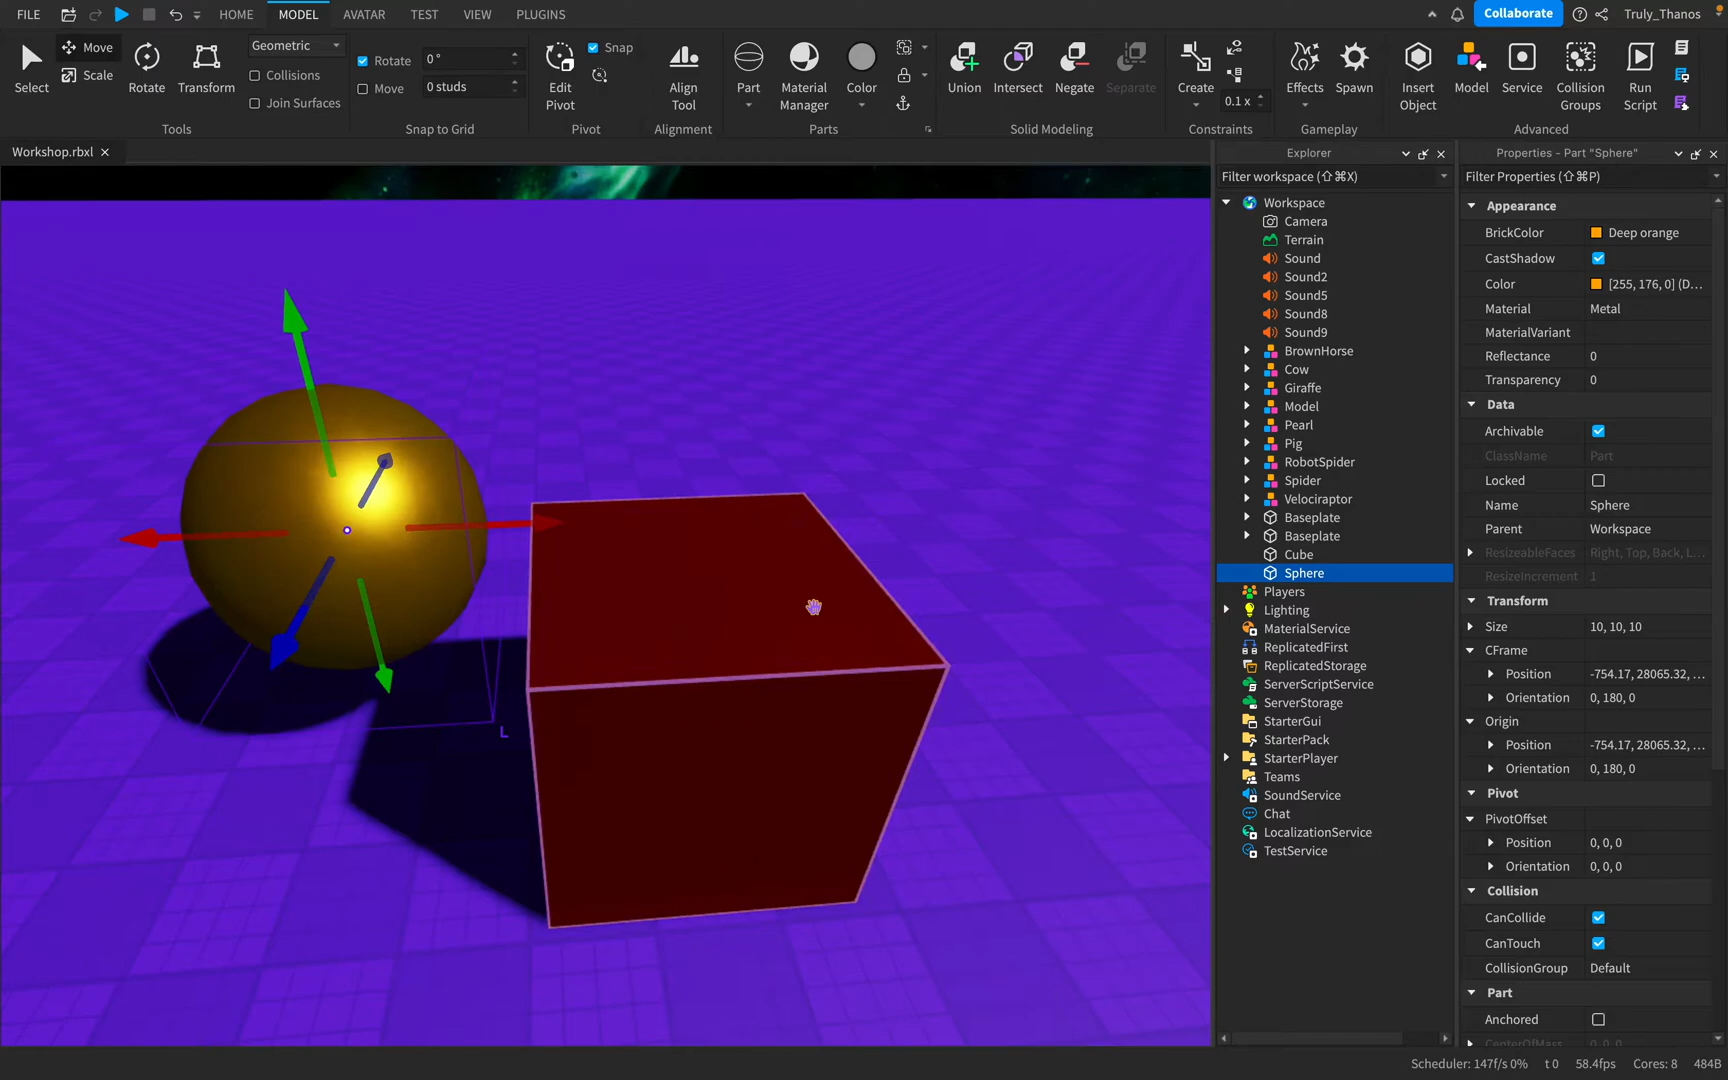 FILE HOME MODEL AVATAR TEST VIEW PLUGINS Collaborate Truly_Thanos
Select
Move
Scale
Rotate
Transform
Geometric
Collisions
Join Surfaces
Tools
Rotate 0 °
Move 0 studs
Snap to Grid
Edit
Pivot
Snap
Pivot
Align
Tool
Alignment
Part
Material
Manager
Color
Parts
Union
Intersect
Negate
Separate
Solid Modeling
Create
0.1 x
Constraints
Effects
Spawn
Gameplay
Insert
Object
Model
Service
Collision
Groups
Run
Script
Advanced
Workshop.rbxl
L
Explorer
Filter workspace (⇧⌘X)
Workspace
Camera
Terrain
Sound
Sound2
Sound5
Sound8
Sound9
BrownHorse
Cow
Giraffe
Model
Pearl
Pig
RobotSpider
Spider
Velociraptor
Baseplate
Baseplate
Cube
Sphere
Players
Lighting
MaterialService
ReplicatedFirst
ReplicatedStorage
ServerScriptService
ServerStorage
StarterGui
StarterPack
StarterPlayer
Teams
SoundService
Chat
LocalizationService
TestService
Properties - Part "Sphere"
Filter Properties (⇧⌘P)
Appearance
BrickColor Deep orange
CastShadow
Color [255, 176, 0] (D...
Material Metal
MaterialVariant
Reflectance 0
Transparency 0
Data
Archivable
ClassName Part
Locked
Name Sphere
Parent Workspace
ResizeableFaces Right, Top, Back, L...
ResizeIncrement 1
Transform
Size 10, 10, 10
CFrame
Position -754.17, 28065.32, ...
Orientation 0, 180, 0
Origin
Position -754.17, 28065.32, ...
Orientation 0, 180, 0
Pivot
PivotOffset
Position 0, 0, 0
Orientation 0, 0, 0
Collision
CanCollide
CanTouch
CollisionGroup Default
Part
Anchored
CenterOfMass 0, 0, 0
Scheduler: 147f/s 0% t 0 58.4fps Cores: 8 484B